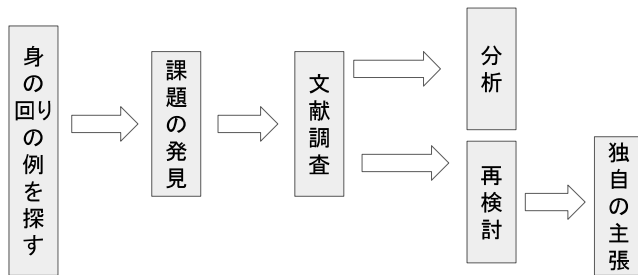 身の回りの例を探す
課題の発見
文献調査
分析
再検討
独自の主張